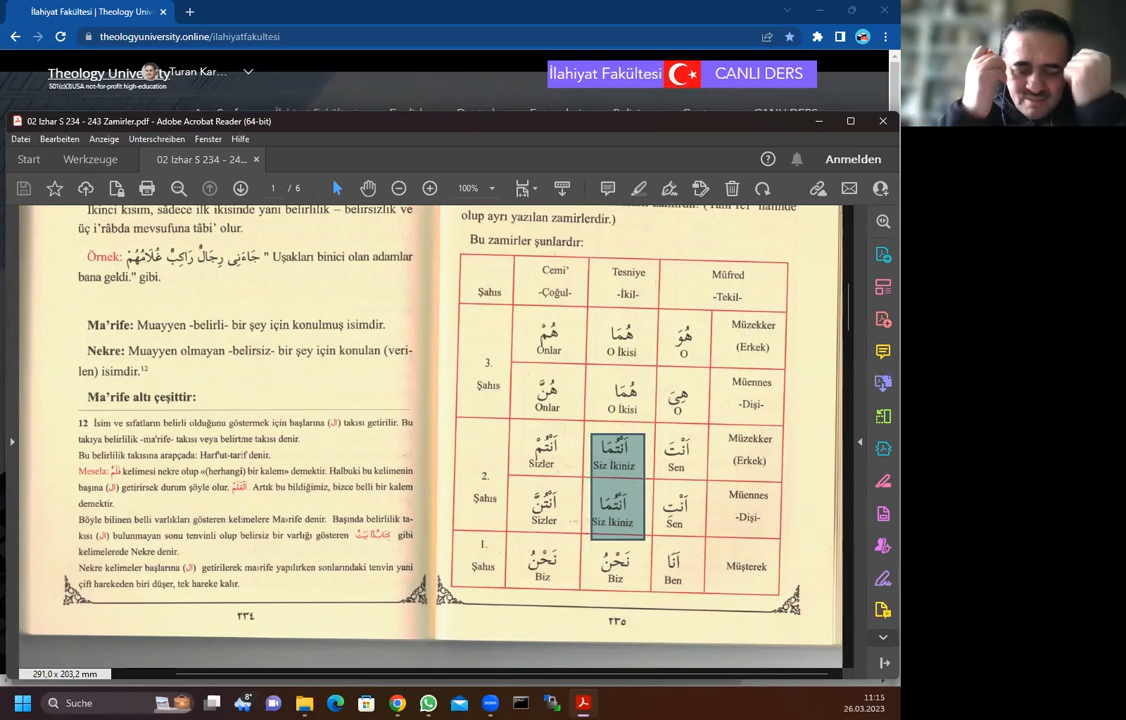 İlahiyat Fakültesi | Theology Uni
theologyuniversity.online/ilahiyatfakultesi
Theology University
Turan Kar...
501(c)(3)USA not-for-profit high-education
İlahiyat Fakültesi
CANLI DERS
02 Izhar S 234 - 243 Zamirler.pdf - Adobe Acrobat Reader (64-bit)
Datei Bearbeiten Anzeige Unterschreiben Fenster Hilfe
Start Werkzeuge 02 Izhar S 234 - 24... Anmelden
1 / 6 100%
İkinci kısım, sâdece ilk ikisinde yani belirlilik – belirsizlik ve
üç i'râbda mevsufuna tâbi' olur.
Örnek: جَاءَنِى رِجَالٌ رَاكِبٌ غُلَامُهُمْ " Uşakları binici olan adamlar
bana geldi." gibi.
Ma'rife: Muayyen -belirli- bir şey için konulmuş isimdir.
Nekre: Muayyen olmayan -belirsiz- bir şey için konulan (veri-
len) isimdir.12
Ma'rife altı çeşittir:
12 İsim ve sıfatların belirli olduğunu göstermek için başlarına (ال) takısı getirilir. Bu
takıya belirlilik -ma'rife- takısı veya belirtme takısı denir.
Bu belirlilik takısına arapçada: Harf'ut-tarif denir.
Mesela: قَلَمٌ kelimesi nekre olup «(herhangi) bir kalem» demektir. Halbuki bu kelimenin
başına (ال) getirirsek durum şöyle olur. اَلْقَلَمُ Artık bu bildiğimiz, bizce belli bir kalem
demektir.
Böyle bilinen belli varlıkları gösteren kelimelere Ma'rife denir. Başında belirlilik ta-
kısı (ال) bulunmayan sonu tenvinli olup belirsiz bir varlığı gösteren كِتَابٌ بَيْتٌ gibi
kelimelerede Nekre denir.
Nekre kelimeler başlarına (ال) getirilerek ma'rife yapılırken sonlarındaki tenvin yani
çift harekeden biri düşer, tek hareke kalır.
٢٣٤
olup ayrı yazılan zamirlerdir.)
Bu zamirler şunlardır:
Şahıs Cemi' -Çoğul- Tesniye -İkil- Müfred -Tekil-
3. Şahıs
هُمْ Onlar هُمَا O İkisi هُوَ O Müzekker (Erkek)
هُنَّ Onlar هُمَا O İkisi هِيَ O Müennes -Dişi-
2. Şahıs
اَنْتُمْ Sizler اَنْتُمَا Siz İkiniz اَنْتَ Sen Müzekker (Erkek)
اَنْتُنَّ Sizler اَنْتُمَا Siz İkiniz اَنْتِ Sen Müennes -Dişi-
1. Şahıs نَحْنُ Biz نَحْنُ Biz اَنَا Ben Müşterek
٢٣٥
291,0 x 203,2 mm
Suche
8°
11:15
26.03.2023